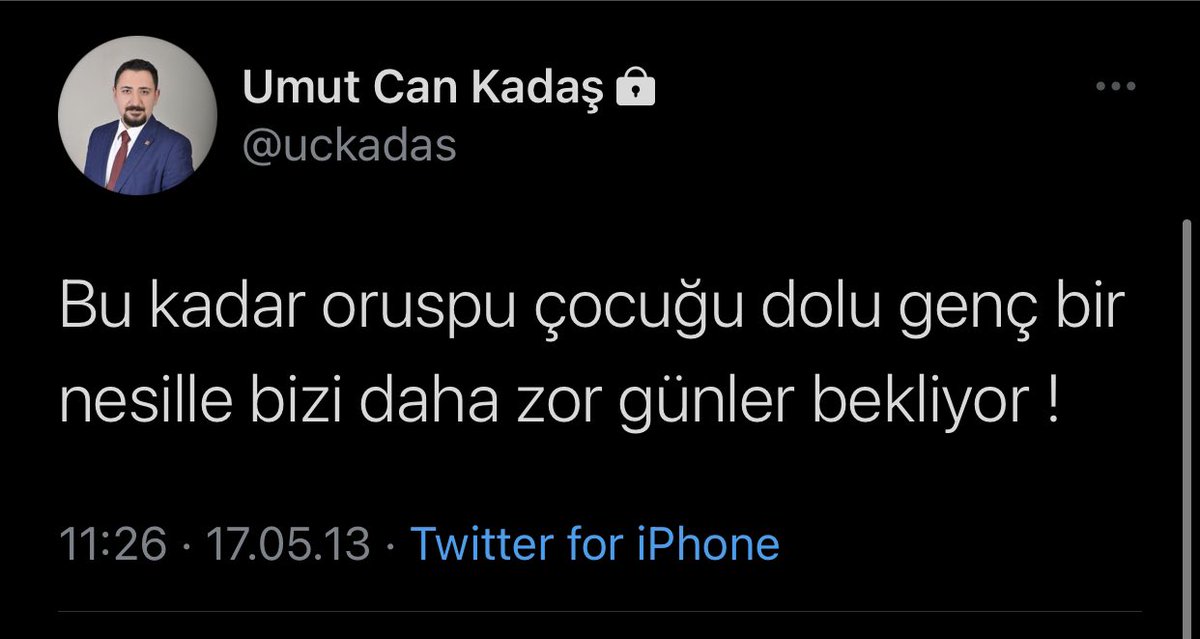 Umut Can Kadaş
@uckadas
Bu kadar oruspu çocuğu dolu genç bir
nesille bizi daha zor günler bekliyor !
11:26 · 17.05.13 · Twitter for iPhone